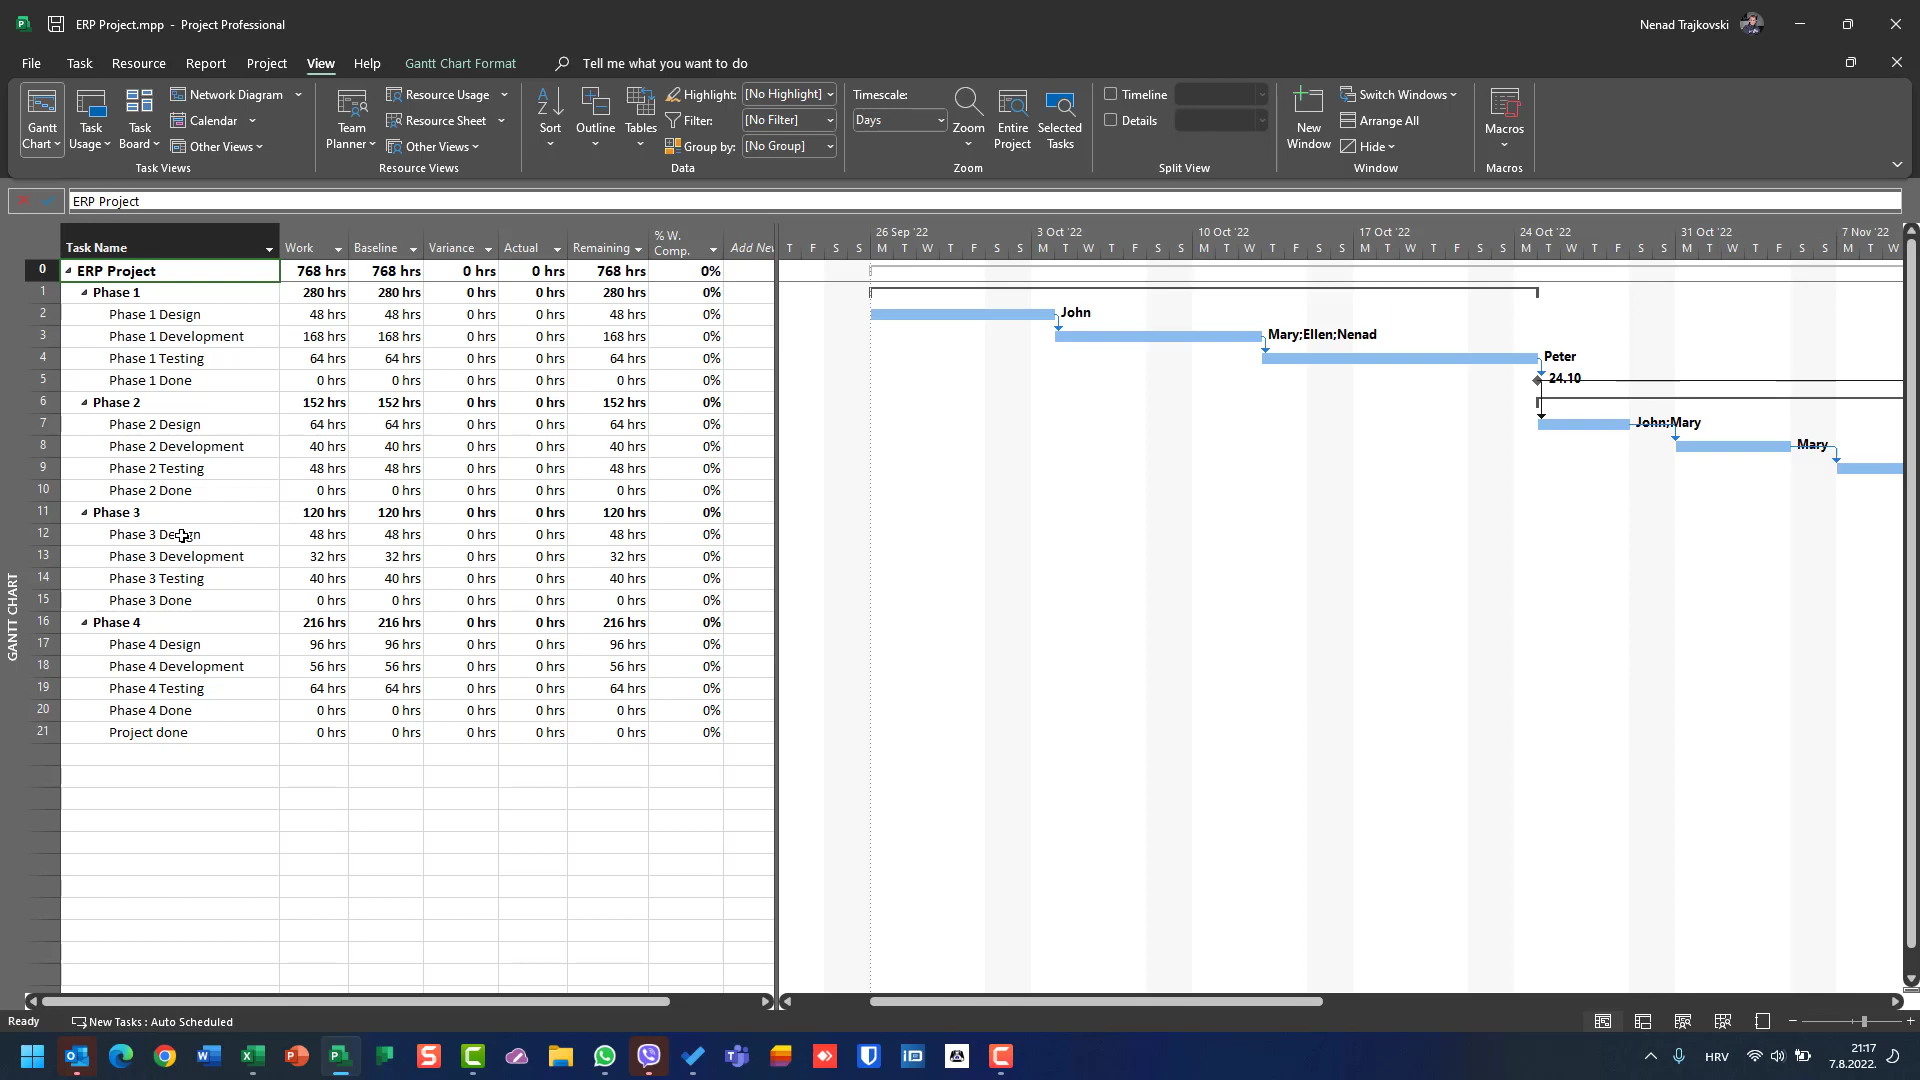 ERP Project.mpp - Project Professional
Nenad Trajkovski
File Task Resource Report Project View Help Gantt Chart Format Tell me what you want to do
Gantt Chart
Task Usage
Task Board
Network Diagram
Calendar
Other Views
Task Views
Team Planner
Resource Usage
Resource Sheet
Other Views
Resource Views
Sort
Outline
Tables
Highlight: [No Highlight]
Filter: [No Filter]
Group by: [No Group]
Data
Timescale:
Days
Zoom
Entire Project
Selected Tasks
Zoom
Timeline
Details
Split View
New Window
Switch Windows
Arrange All
Hide
Window
Macros
Macros
ERP Project
Task Name Work Baseline Variance Actual Remaining % W. Comp. Add New
0 ERP Project 768 hrs 768 hrs 0 hrs 0 hrs 768 hrs 0%
1 Phase 1 280 hrs 280 hrs 0 hrs 0 hrs 280 hrs 0%
2 Phase 1 Design 48 hrs 48 hrs 0 hrs 0 hrs 48 hrs 0%
3 Phase 1 Development 168 hrs 168 hrs 0 hrs 0 hrs 168 hrs 0%
4 Phase 1 Testing 64 hrs 64 hrs 0 hrs 0 hrs 64 hrs 0%
5 Phase 1 Done 0 hrs 0 hrs 0 hrs 0 hrs 0 hrs 0%
6 Phase 2 152 hrs 152 hrs 0 hrs 0 hrs 152 hrs 0%
7 Phase 2 Design 64 hrs 64 hrs 0 hrs 0 hrs 64 hrs 0%
8 Phase 2 Development 40 hrs 40 hrs 0 hrs 0 hrs 40 hrs 0%
9 Phase 2 Testing 48 hrs 48 hrs 0 hrs 0 hrs 48 hrs 0%
10 Phase 2 Done 0 hrs 0 hrs 0 hrs 0 hrs 0 hrs 0%
11 Phase 3 120 hrs 120 hrs 0 hrs 0 hrs 120 hrs 0%
12 Phase 3 Design 48 hrs 48 hrs 0 hrs 0 hrs 48 hrs 0%
13 Phase 3 Development 32 hrs 32 hrs 0 hrs 0 hrs 32 hrs 0%
14 Phase 3 Testing 40 hrs 40 hrs 0 hrs 0 hrs 40 hrs 0%
15 Phase 3 Done 0 hrs 0 hrs 0 hrs 0 hrs 0 hrs 0%
16 Phase 4 216 hrs 216 hrs 0 hrs 0 hrs 216 hrs 0%
17 Phase 4 Design 96 hrs 96 hrs 0 hrs 0 hrs 96 hrs 0%
18 Phase 4 Development 56 hrs 56 hrs 0 hrs 0 hrs 56 hrs 0%
19 Phase 4 Testing 64 hrs 64 hrs 0 hrs 0 hrs 64 hrs 0%
20 Phase 4 Done 0 hrs 0 hrs 0 hrs 0 hrs 0 hrs 0%
21 Project done 0 hrs 0 hrs 0 hrs 0 hrs 0 hrs 0%
GANTT CHART
26 Sep '22 3 Oct '22 10 Oct '22 17 Oct '22 24 Oct '22 31 Oct '22 7 Nov '22
T F S S M T W T F S S M T W T F S S M T W T F S S M T W T F S S M T W T F S S M T W T F S S M T W
John
Mary;Ellen;Nenad
Peter
24.10
John;Mary
Mary
Ready New Tasks : Auto Scheduled
HRV
21:17
7.8.2022.